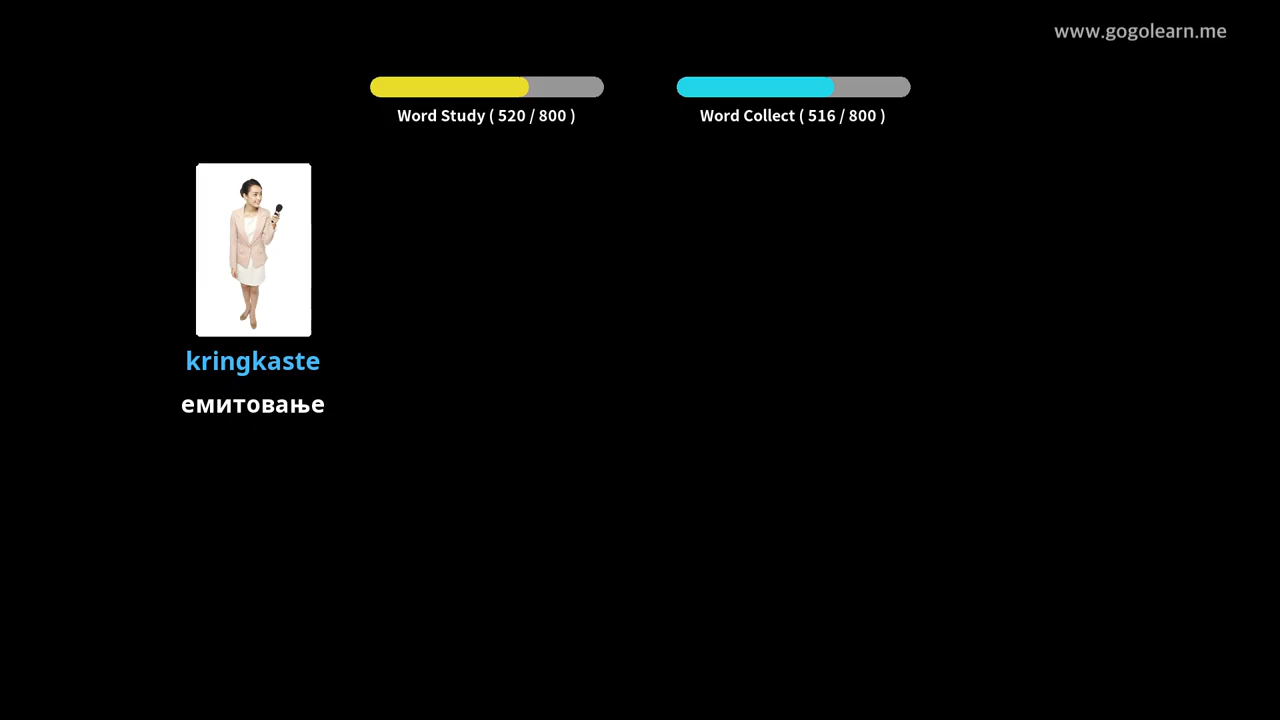 www.gogolearn.me
Word Study ( 520 / 800 )
Word Collect ( 516 / 800 )
kringkaste
емитовање